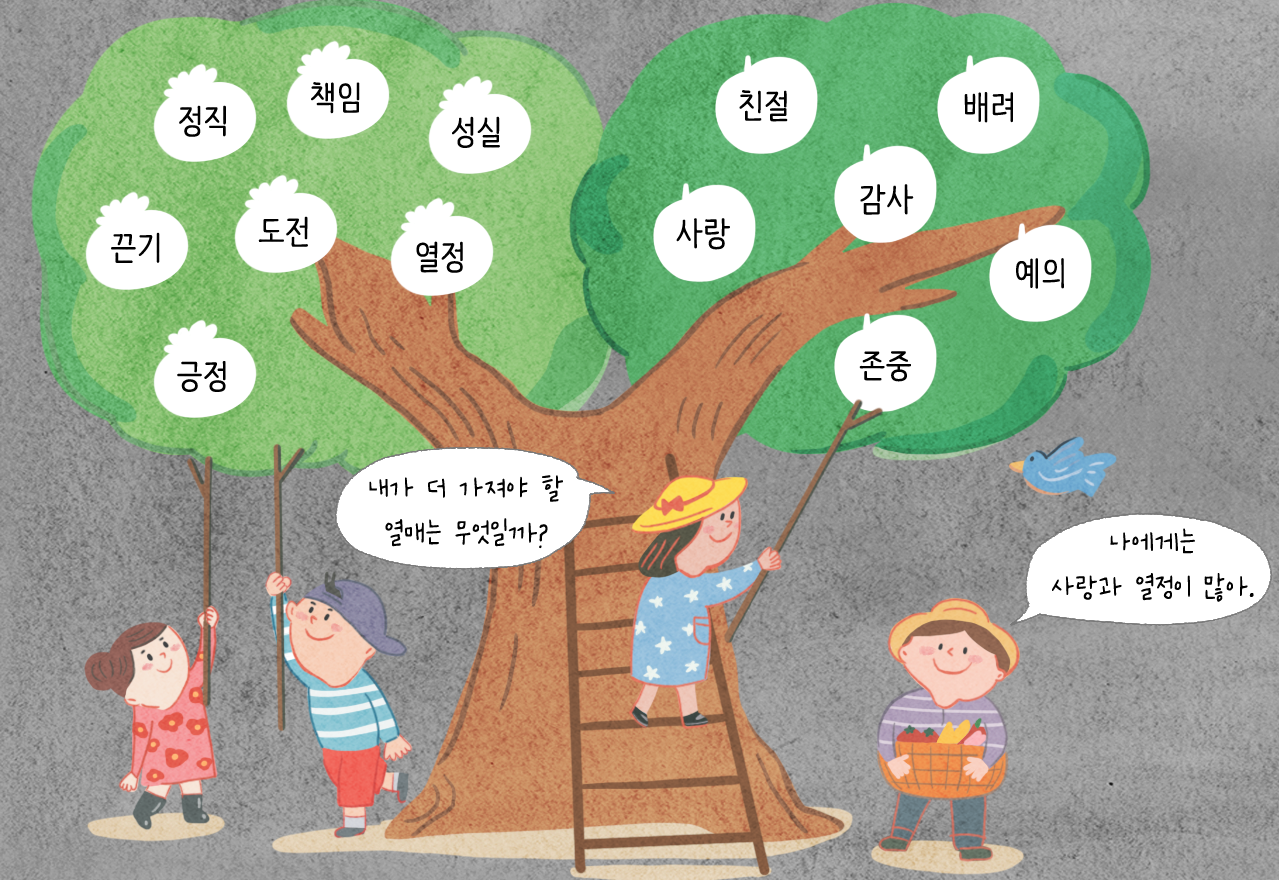 정직
책임
성실
끈기
도전
열정
긍정
친절
배려
사랑
감사
예의
존중
내가 더 가져야 할
열매는 무엇일까?
나에게는
사랑과 열정이 많아.